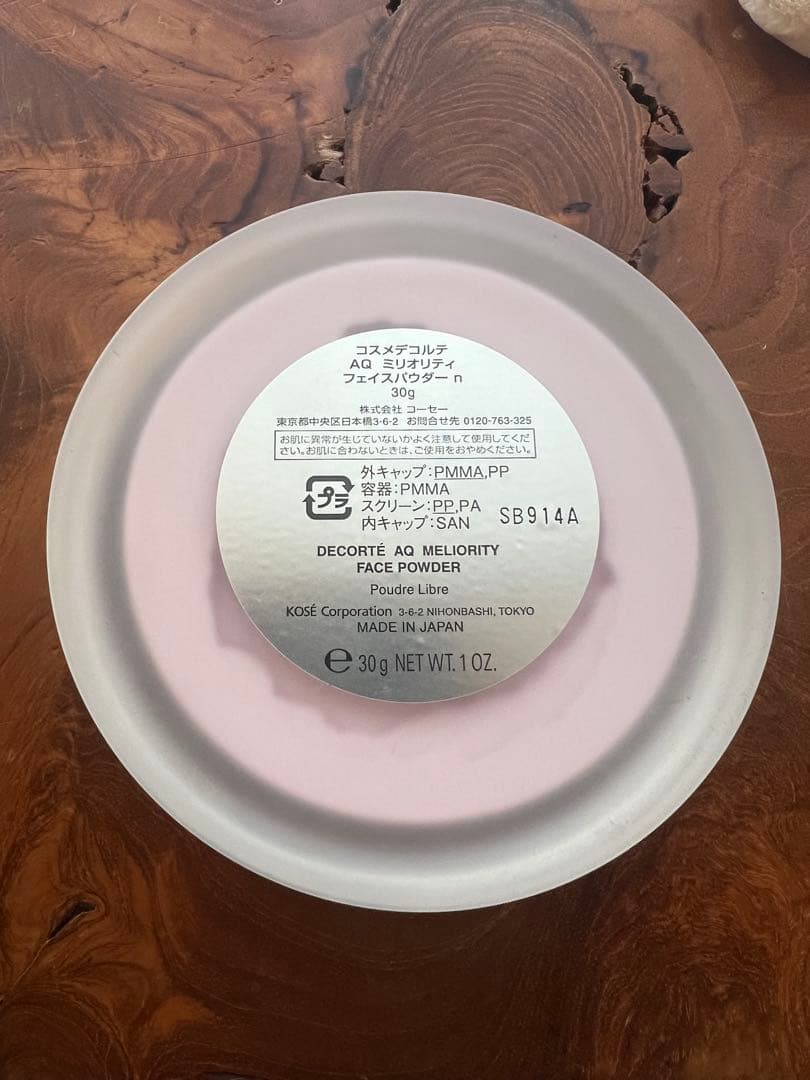 コスメデコルテ
AQ ミリオリティ
フェイスパウダー n
30g
株式会社 コーセー
東京都中央区日本橋3-6-2 お問合せ先 0120-763-325
お肌に異常が生じていないかよく注意して使用してくだ
さい。お肌に合わないときは、ご使用をおやめください。
プラ
外キャップ:PMMA,PP
容器:PMMA
スクリーン:PP,PA
内キャップ:SAN
SB914A
DECORTÉ AQ MELIORITY
FACE POWDER
Poudre Libre
KOSÉ Corporation 3-6-2 NIHONBASHI, TOKYO
MADE IN JAPAN
℮ 30g NET WT. 1 OZ.